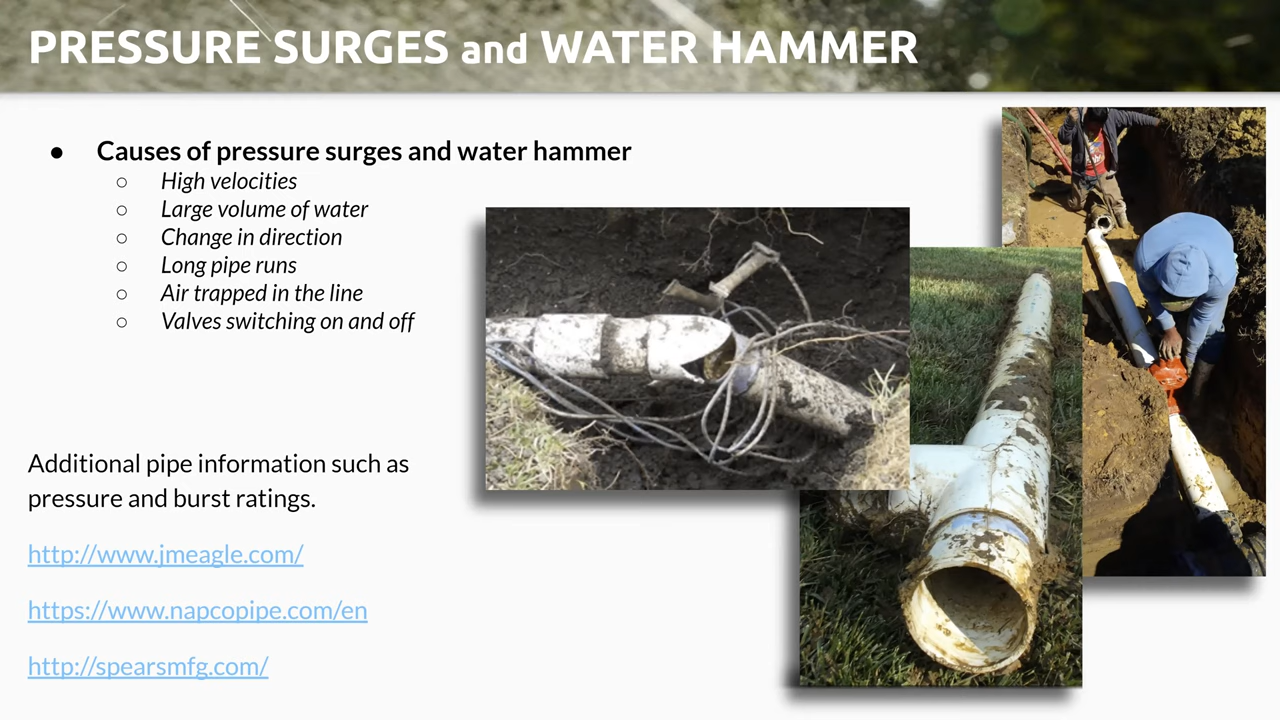 PRESSURE SURGES and WATER HAMMER
● Causes of pressure surges and water hammer
○ High velocities
○ Large volume of water
○ Change in direction
○ Long pipe runs
○ Air trapped in the line
○ Valves switching on and off
Additional pipe information such as
pressure and burst ratings.
http://www.jmeagle.com/
https://www.napcopipe.com/en
http://spearsmfg.com/